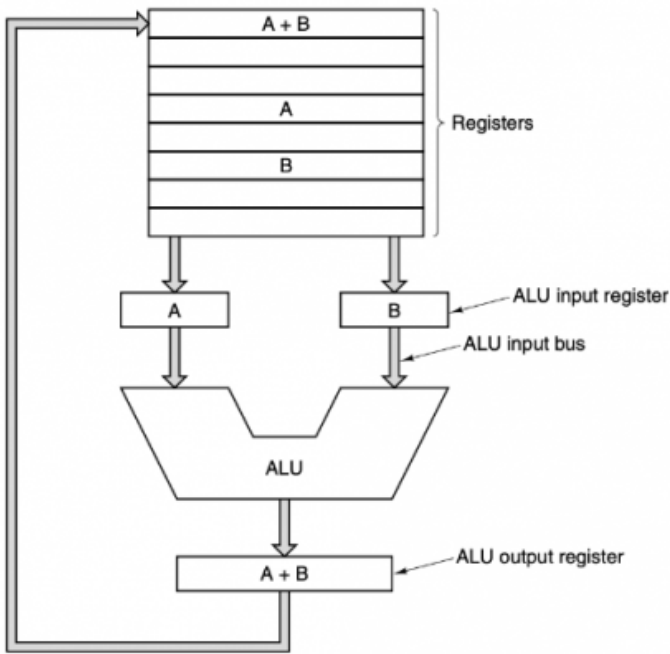 A + B
A
Registers
B
A
B
ALU input register
ALU input bus
ALU
ALU output register
A + B